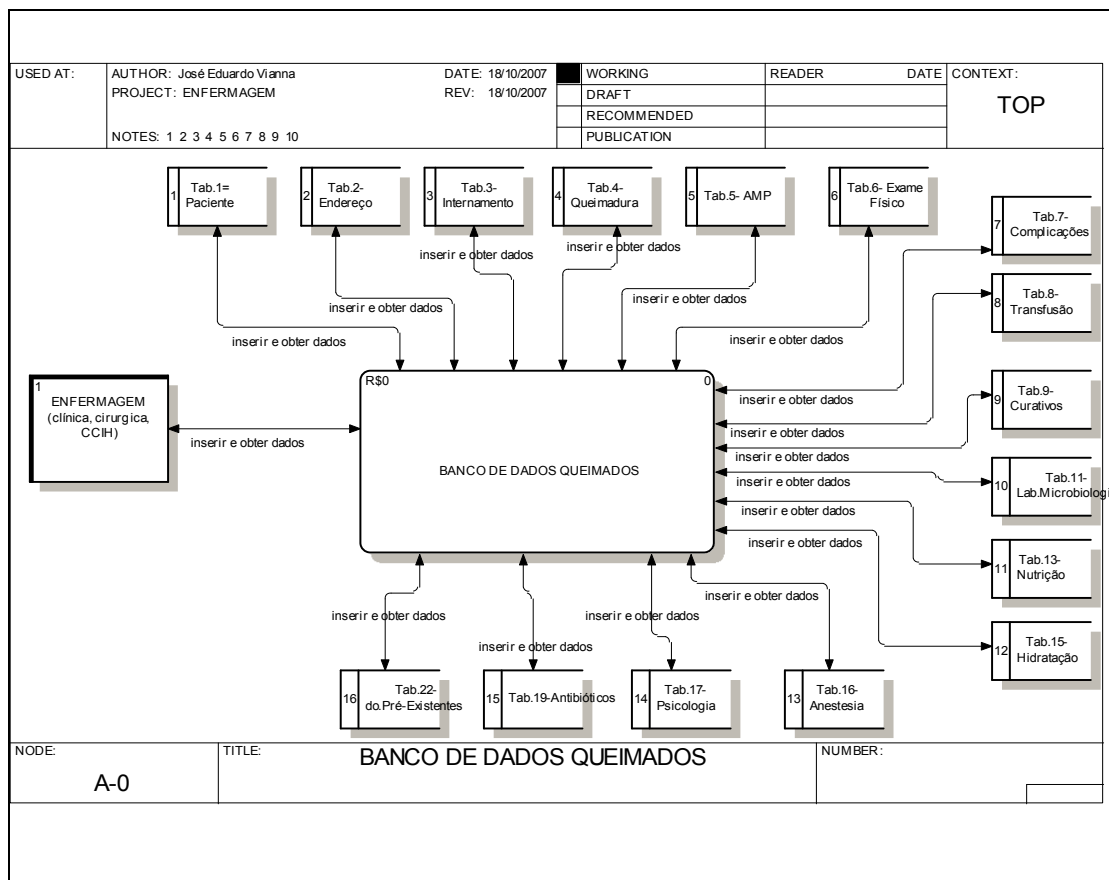 USED AT:
AUTHOR: José Eduardo Vianna
DATE: 18/10/2007
PROJECT: ENFERMAGEM
REV: 18/10/2007
NOTES: 1 2 3 4 5 6 7 8 9 10
WORKING
DRAFT
RECOMMENDED
PUBLICATION
READER
DATE
CONTEXT:
TOP
1
Tab.1=
Paciente
2
Tab.2-
Endereço
3
Tab.3-
Internamento
4
Tab.4-
Queimadura
5
Tab.5- AMP
6
Tab.6- Exame
Físico
7
Tab.7-
Complicações
8
Tab.8-
Transfusão
inserir e obter dados
inserir e obter dados
inserir e obter dados
inserir e obter dados
inserir e obter dados
inserir e obter dados
1
ENFERMAGEM
(clínica, cirurgica,
CCIH)
inserir e obter dados
R$0
0
BANCO DE DADOS QUEIMADOS
inserir e obter dados
inserir e obter dados
inserir e obter dados
inserir e obter dados
inserir e obter dados
inserir e obter dados
9
Tab.9-
Curativos
10
Tab.11-
Lab.Microbiologi
11
Tab.13-
Nutrição
12
Tab.15-
Hidratação
inserir e obter dados
inserir e obter dados
inserir e obter dados
inserir e obter dados
16
Tab.22-
do.Pré-Existentes
15
Tab.19-Antibióticos
14
Tab.17-
Psicologia
13
Tab.16-
Anestesia
NODE:
A-0
TITLE:
BANCO DE DADOS QUEIMADOS
NUMBER: